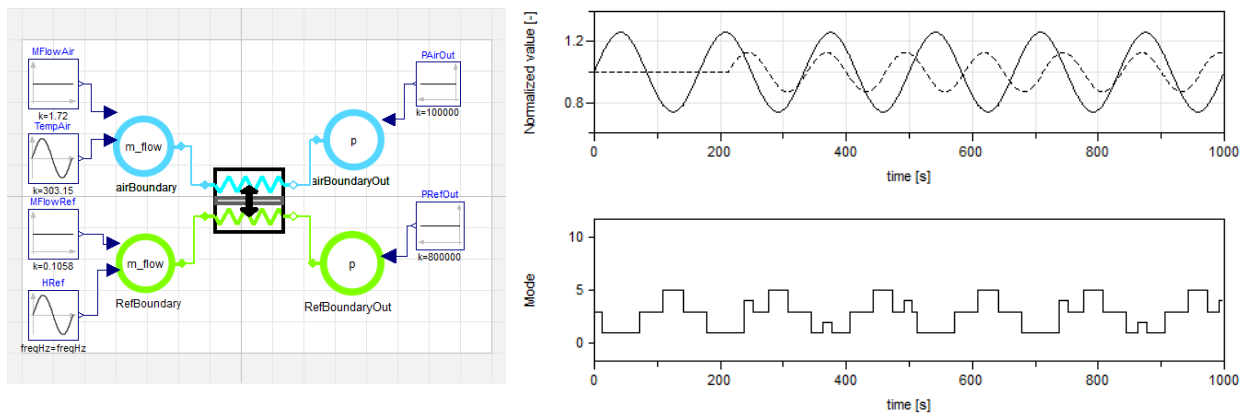 MFlowAir
k=1.72
TempAir
k=303.15
MFlowRef
k=0.1058
HRef
freqHz=freqHz
m_flow
airBoundary
m_flow
RefBoundary
PAirOut
k=100000
p
airBoundaryOut
PRefOut
k=800000
p
RefBoundaryOut
Normalized value [-]
1.2
0.8
0 200 400 600 800 1000
time [s]
Mode
10
5
0
0 200 400 600 800 1000
time [s]